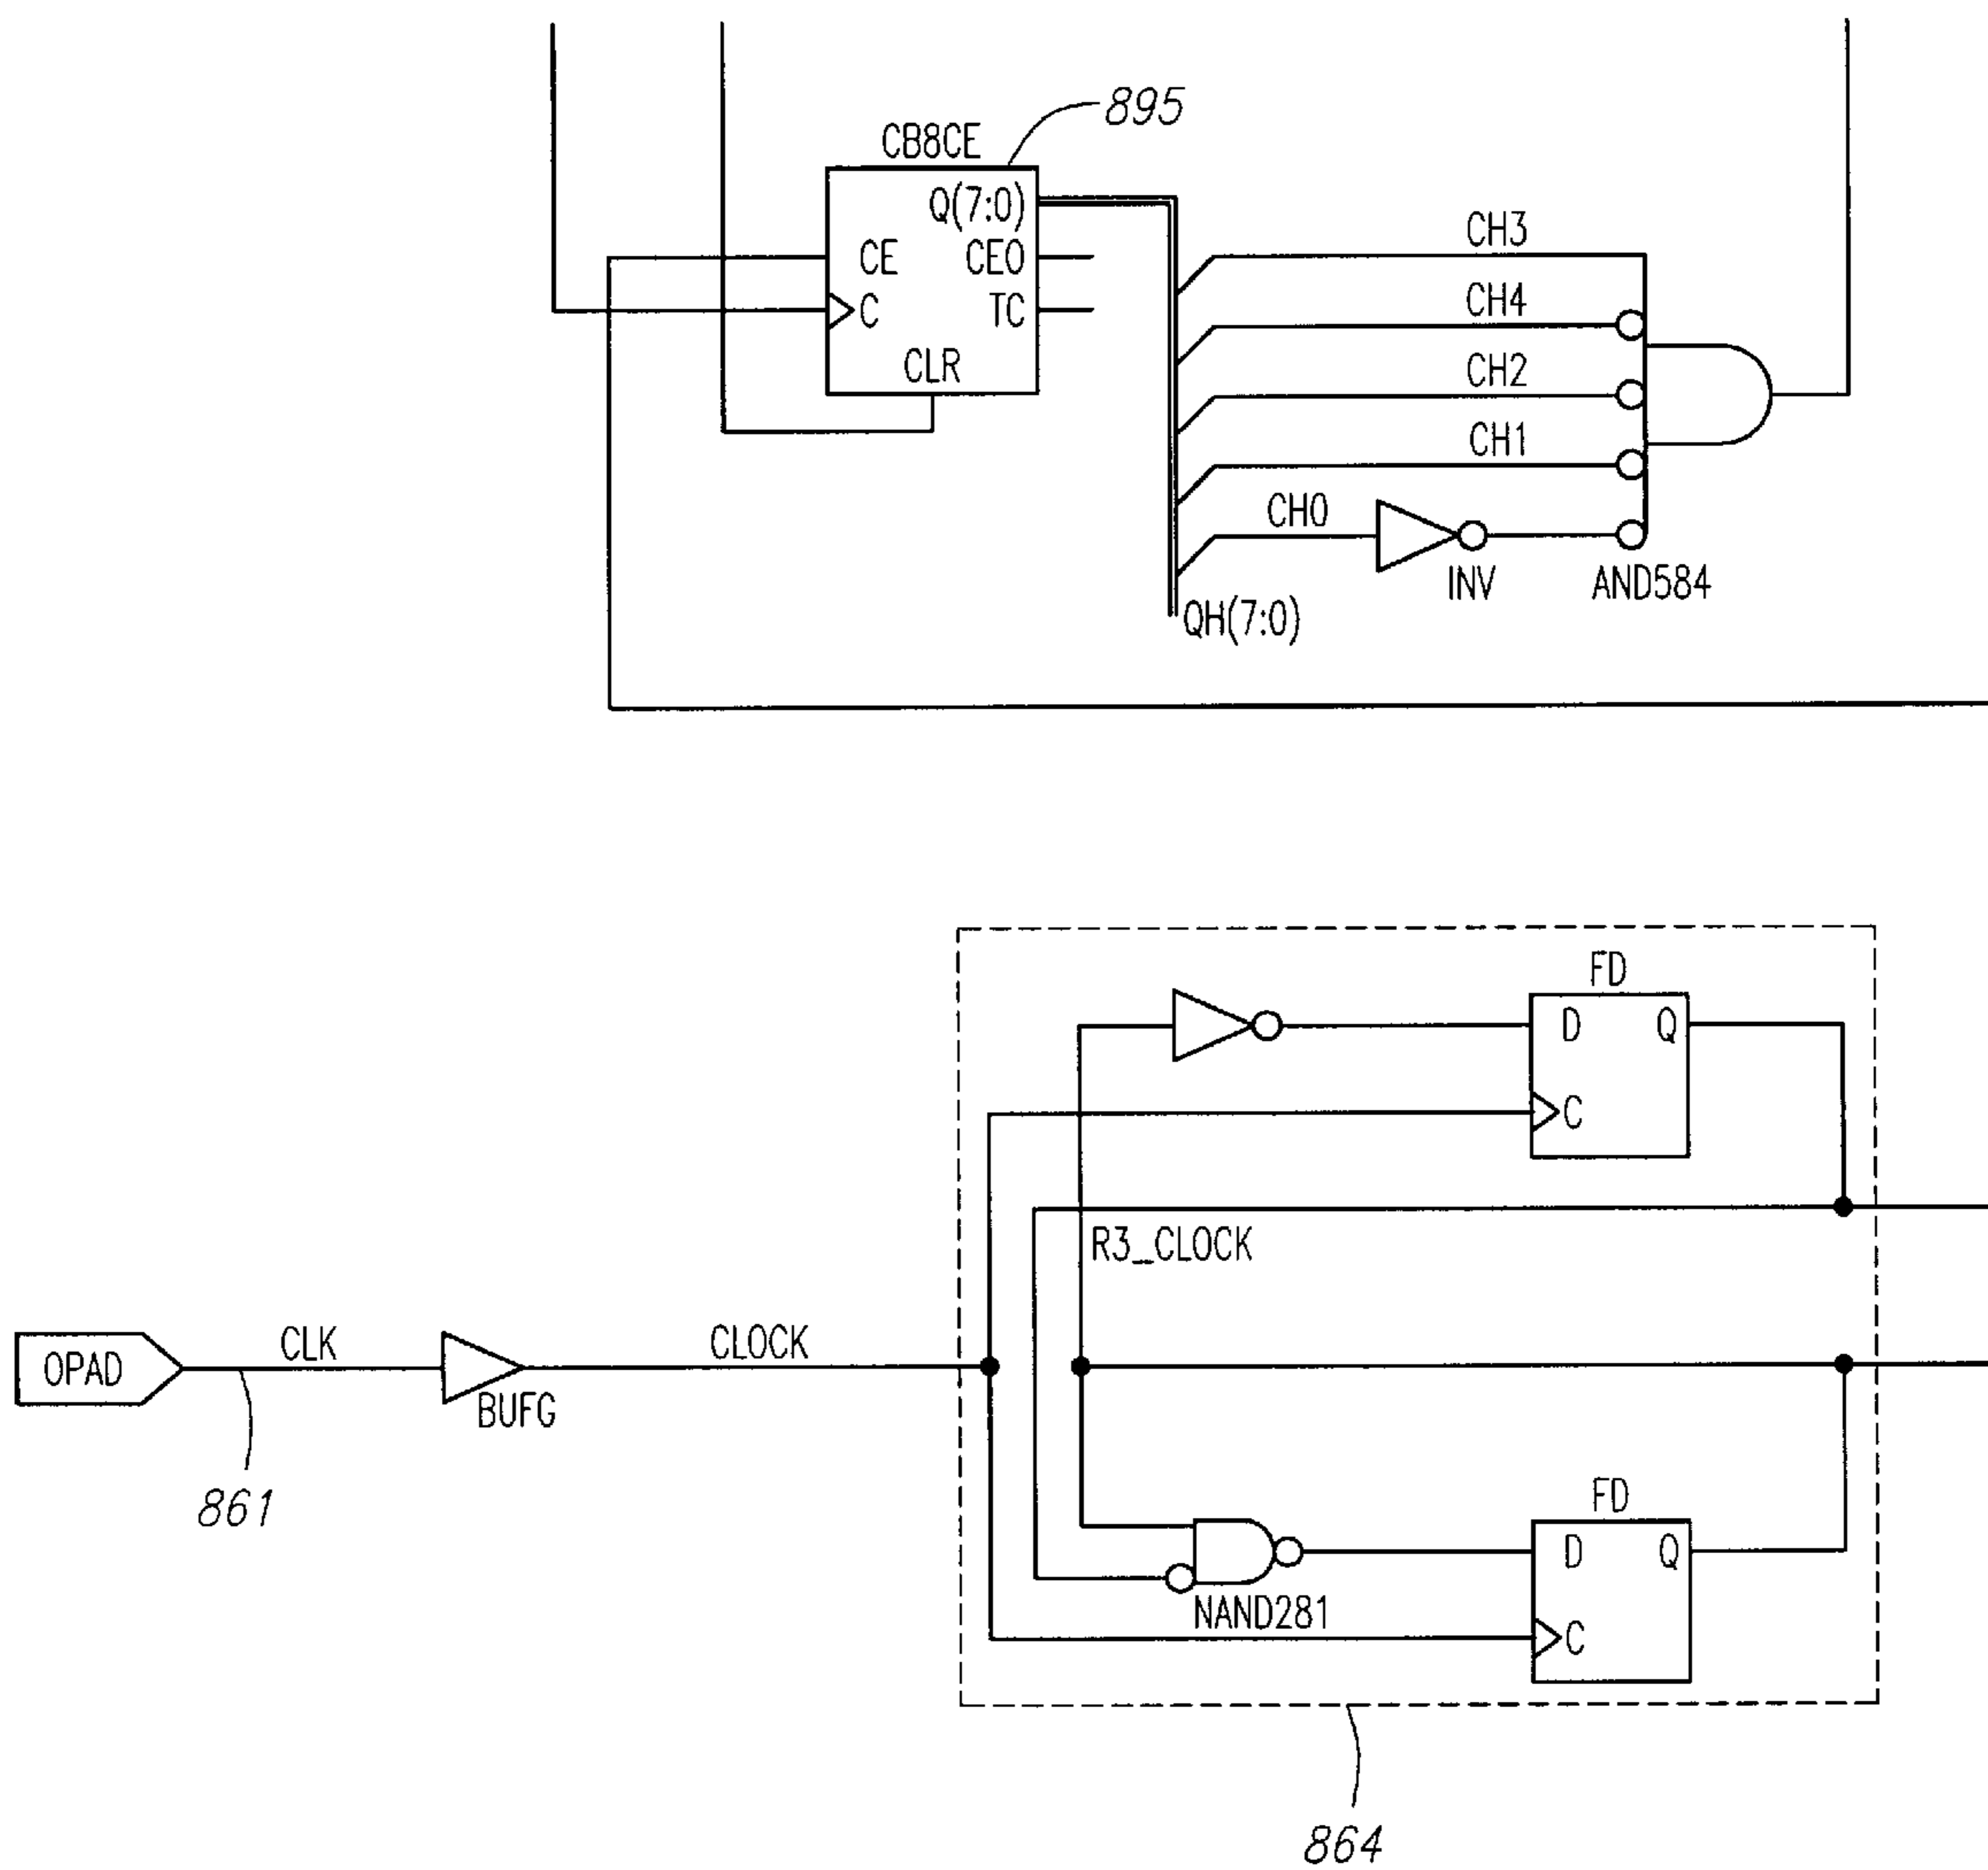 895
CB8CE
Q(7:0)
CE
CEO
C
TC
CLR
CH3
CH4
CH2
CH1
CH0
INV
AND584
QH(7:0)
FD
D
Q
C
R3_CLOCK
OPAD
CLK
BUFG
CLOCK
861
FD
D
Q
NAND281
C
864